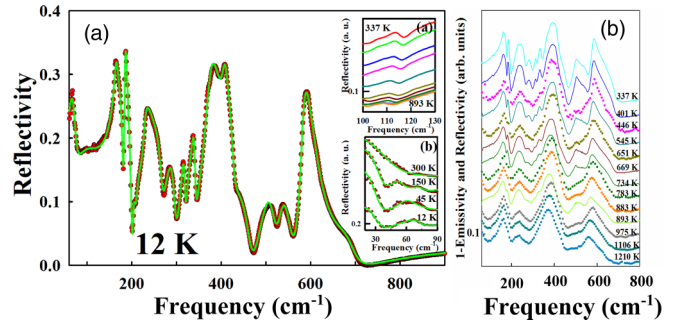 (a)
Reflectivity
0.4
0.3
0.2
0.1
0.0
200
400
600
800
Frequency (cm-1)
12 K
(a)
337 K
893 K
Reflectivity (a. u.)
0.1
100
110
120
130
Frequency (cm-1)
(b)
300 K
150 K
45 K
12 K
Reflectivity (a. u.)
0.2
30
60
90
Frequency (cm-1)
(b)
1-Emissivity and Reflectivity (arb. units)
0.1
337 K
401 K
446 K
545 K
651 K
669 K
734 K
783 K
883 K
893 K
975 K
1106 K
1210 K
200
400
600
800
Frequency (cm-1)